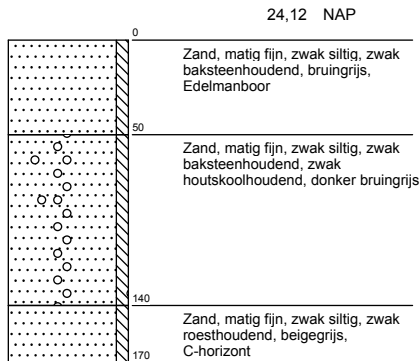 24,12 NAP
0
Zand, matig fijn, zwak siltig, zwak
baksteenhoudend, bruingrijs,
Edelmanboor
50
Zand, matig fijn, zwak siltig, zwak
baksteenhoudend, zwak
houtskoolhoudend, donker bruingrijs
140
Zand, matig fijn, zwak siltig, zwak
roesthoudend, beigegrijs,
C-horizont
170